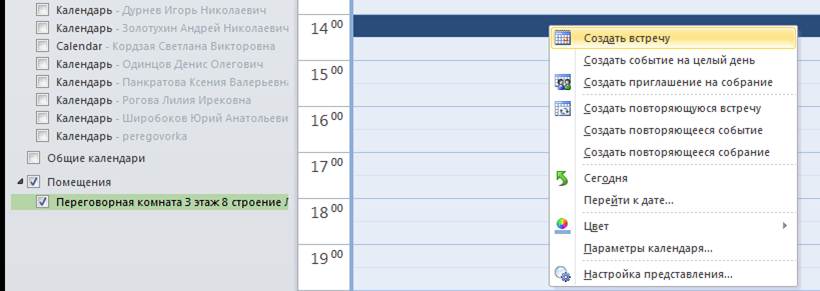 Календарь - Дурнев Игорь Николаевич
Календарь - Золотухин Андрей Николаевич
Calendar - Кордзая Светлана Викторовна
Календарь - Одинцов Денис Олегович
Календарь - Панкратова Ксения Валерьевн
Календарь - Рогова Лилия Ирековна
Календарь - Широбоков Юрий Анатольев
Календарь - peregovorka
Общие календари
Помещения
Переговорная комната 3 этаж 8 строение Л
14 00
15 00
16 00
17 00
18 00
19 00
Создать встречу
Создать событие на целый день
Создать приглашение на собрание
Создать повторяющуюся встречу
Создать повторяющееся событие
Создать повторяющееся собрание
Сегодня
Перейти к дате...
Цвет
Параметры календаря...
Настройка представления...